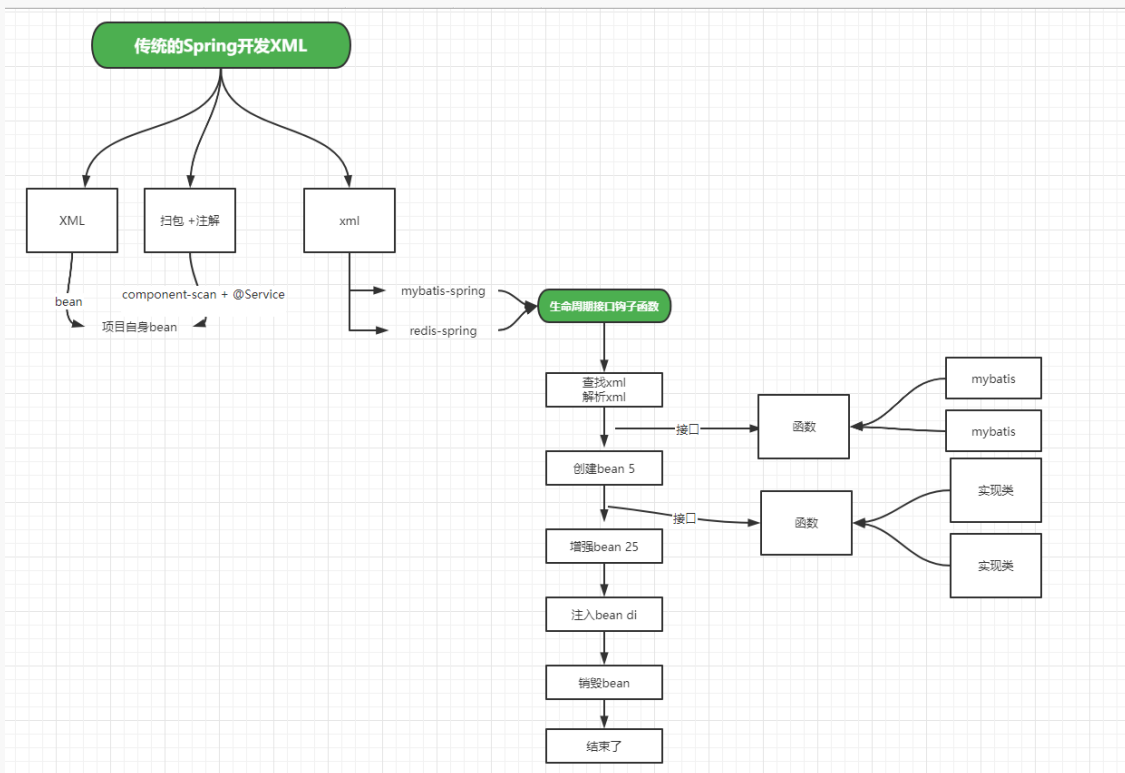 传统的Spring开发XML
XML
扫包 +注解
xml
bean
component-scan + @Service
项目自身bean
mybatis-spring
redis-spring
生命周期接口钩子函数
查找xml
解析xml
接口
函数
mybatis
mybatis
创建bean 5
接口
函数
实现类
实现类
增强bean 25
注入bean di
销毁bean
结束了